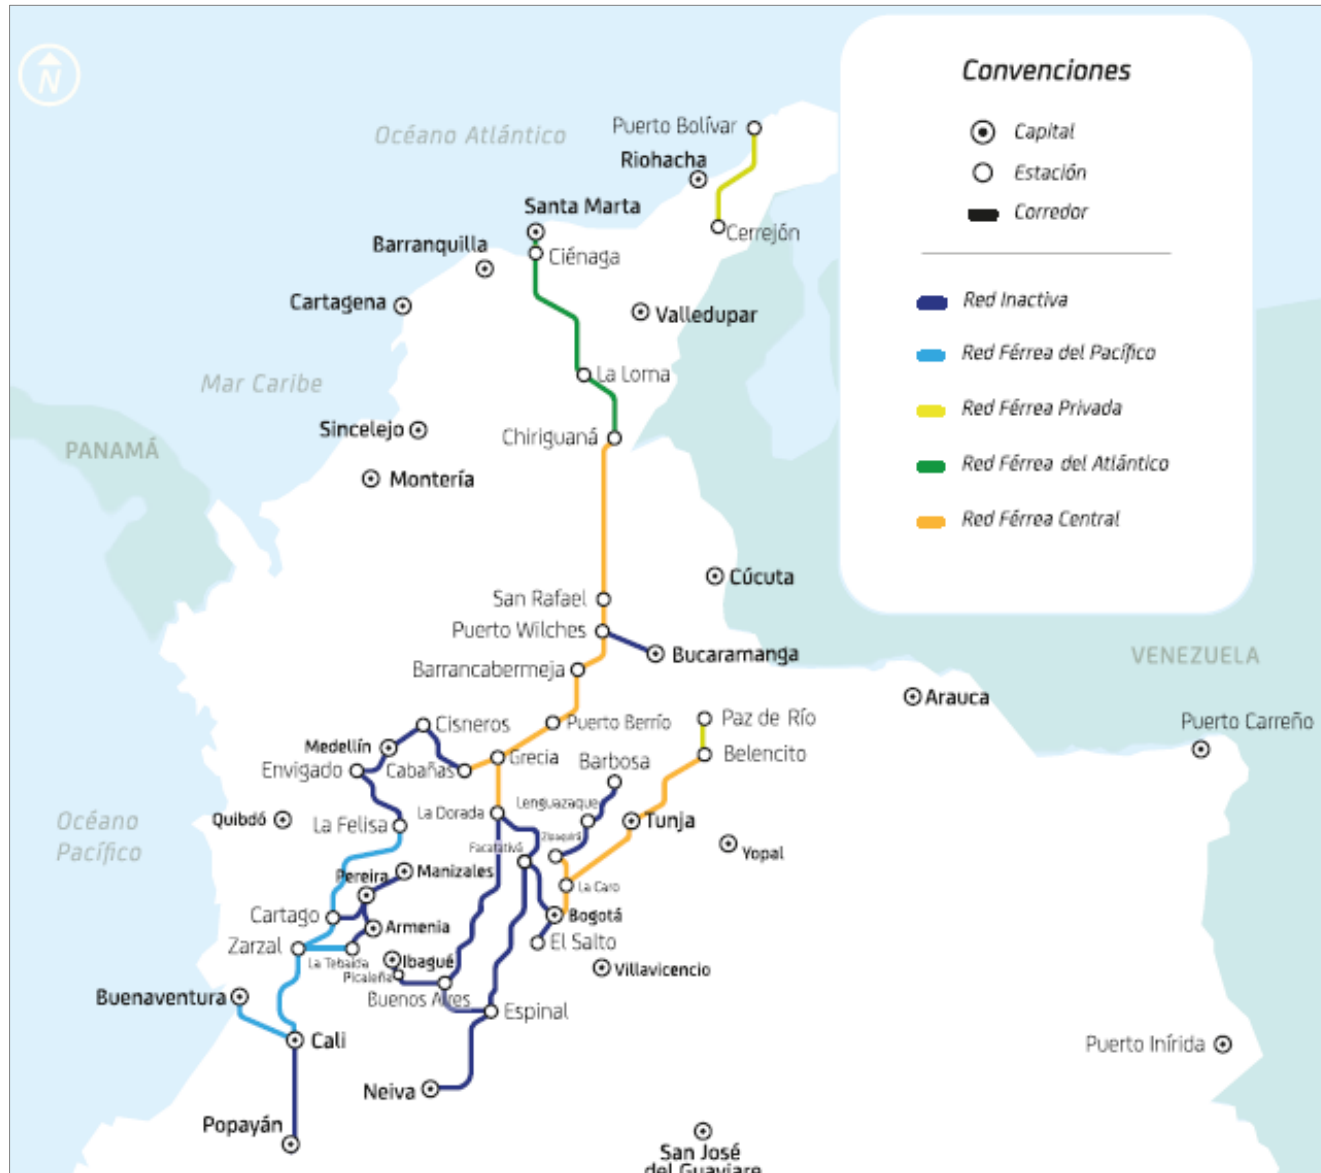 N
Convenciones
Capital
Estación
Corredor
Red Inactiva
Red Férrea del Pacífico
Red Férrea Privada
Red Férrea del Atlántico
Red Férrea Central
Océano Atlántico
Puerto Bolívar
Riohacha
Cerrejón
Santa Marta
Ciénaga
Barranquilla
Cartagena
Valledupar
Mar Caribe
La Loma
Sincelejo
Chiriguaná
PANAMÁ
Montería
Cúcuta
San Rafael
Puerto Wilches
Bucaramanga
VENEZUELA
Barrancabermeja
Arauca
Puerto Carreño
Cisneros
Puerto Berrío
Paz de Río
Medellín
Envigado
Cabañas
Grecia
Barbosa
Belencito
Océano
Pacífico
Quibdó
La Felisa
La Dorada
Lenguazaque
Tunja
Facatativá
Zipaquirá
Yopal
Pereira
Manizales
La Caro
Cartago
Armenia
Bogotá
Zarzal
La Tebaida
Ibagué
El Salto
Picaleña
Villavicencio
Buenaventura
Buenos Aires
Espinal
Cali
Puerto Inírida
Neiva
Popayán
San José
del Guaviare